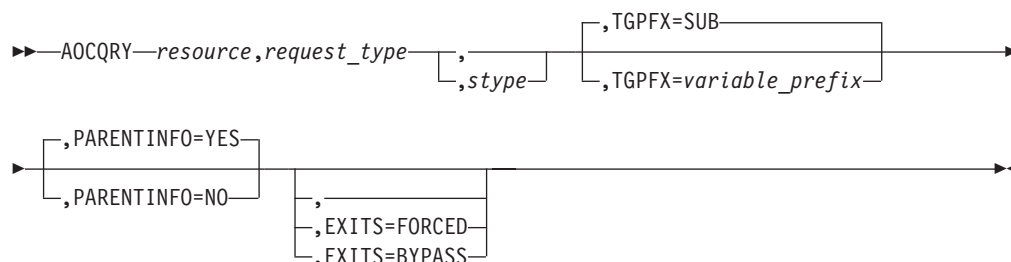 ,TGPFX=SUB
AOCQRY resource,request_type ,
,stype ,TGPFX=variable_prefix
,PARENTINFO=YES
,PARENTINFO=NO ,
,EXITS=FORCED
,EXITS=BYPASS